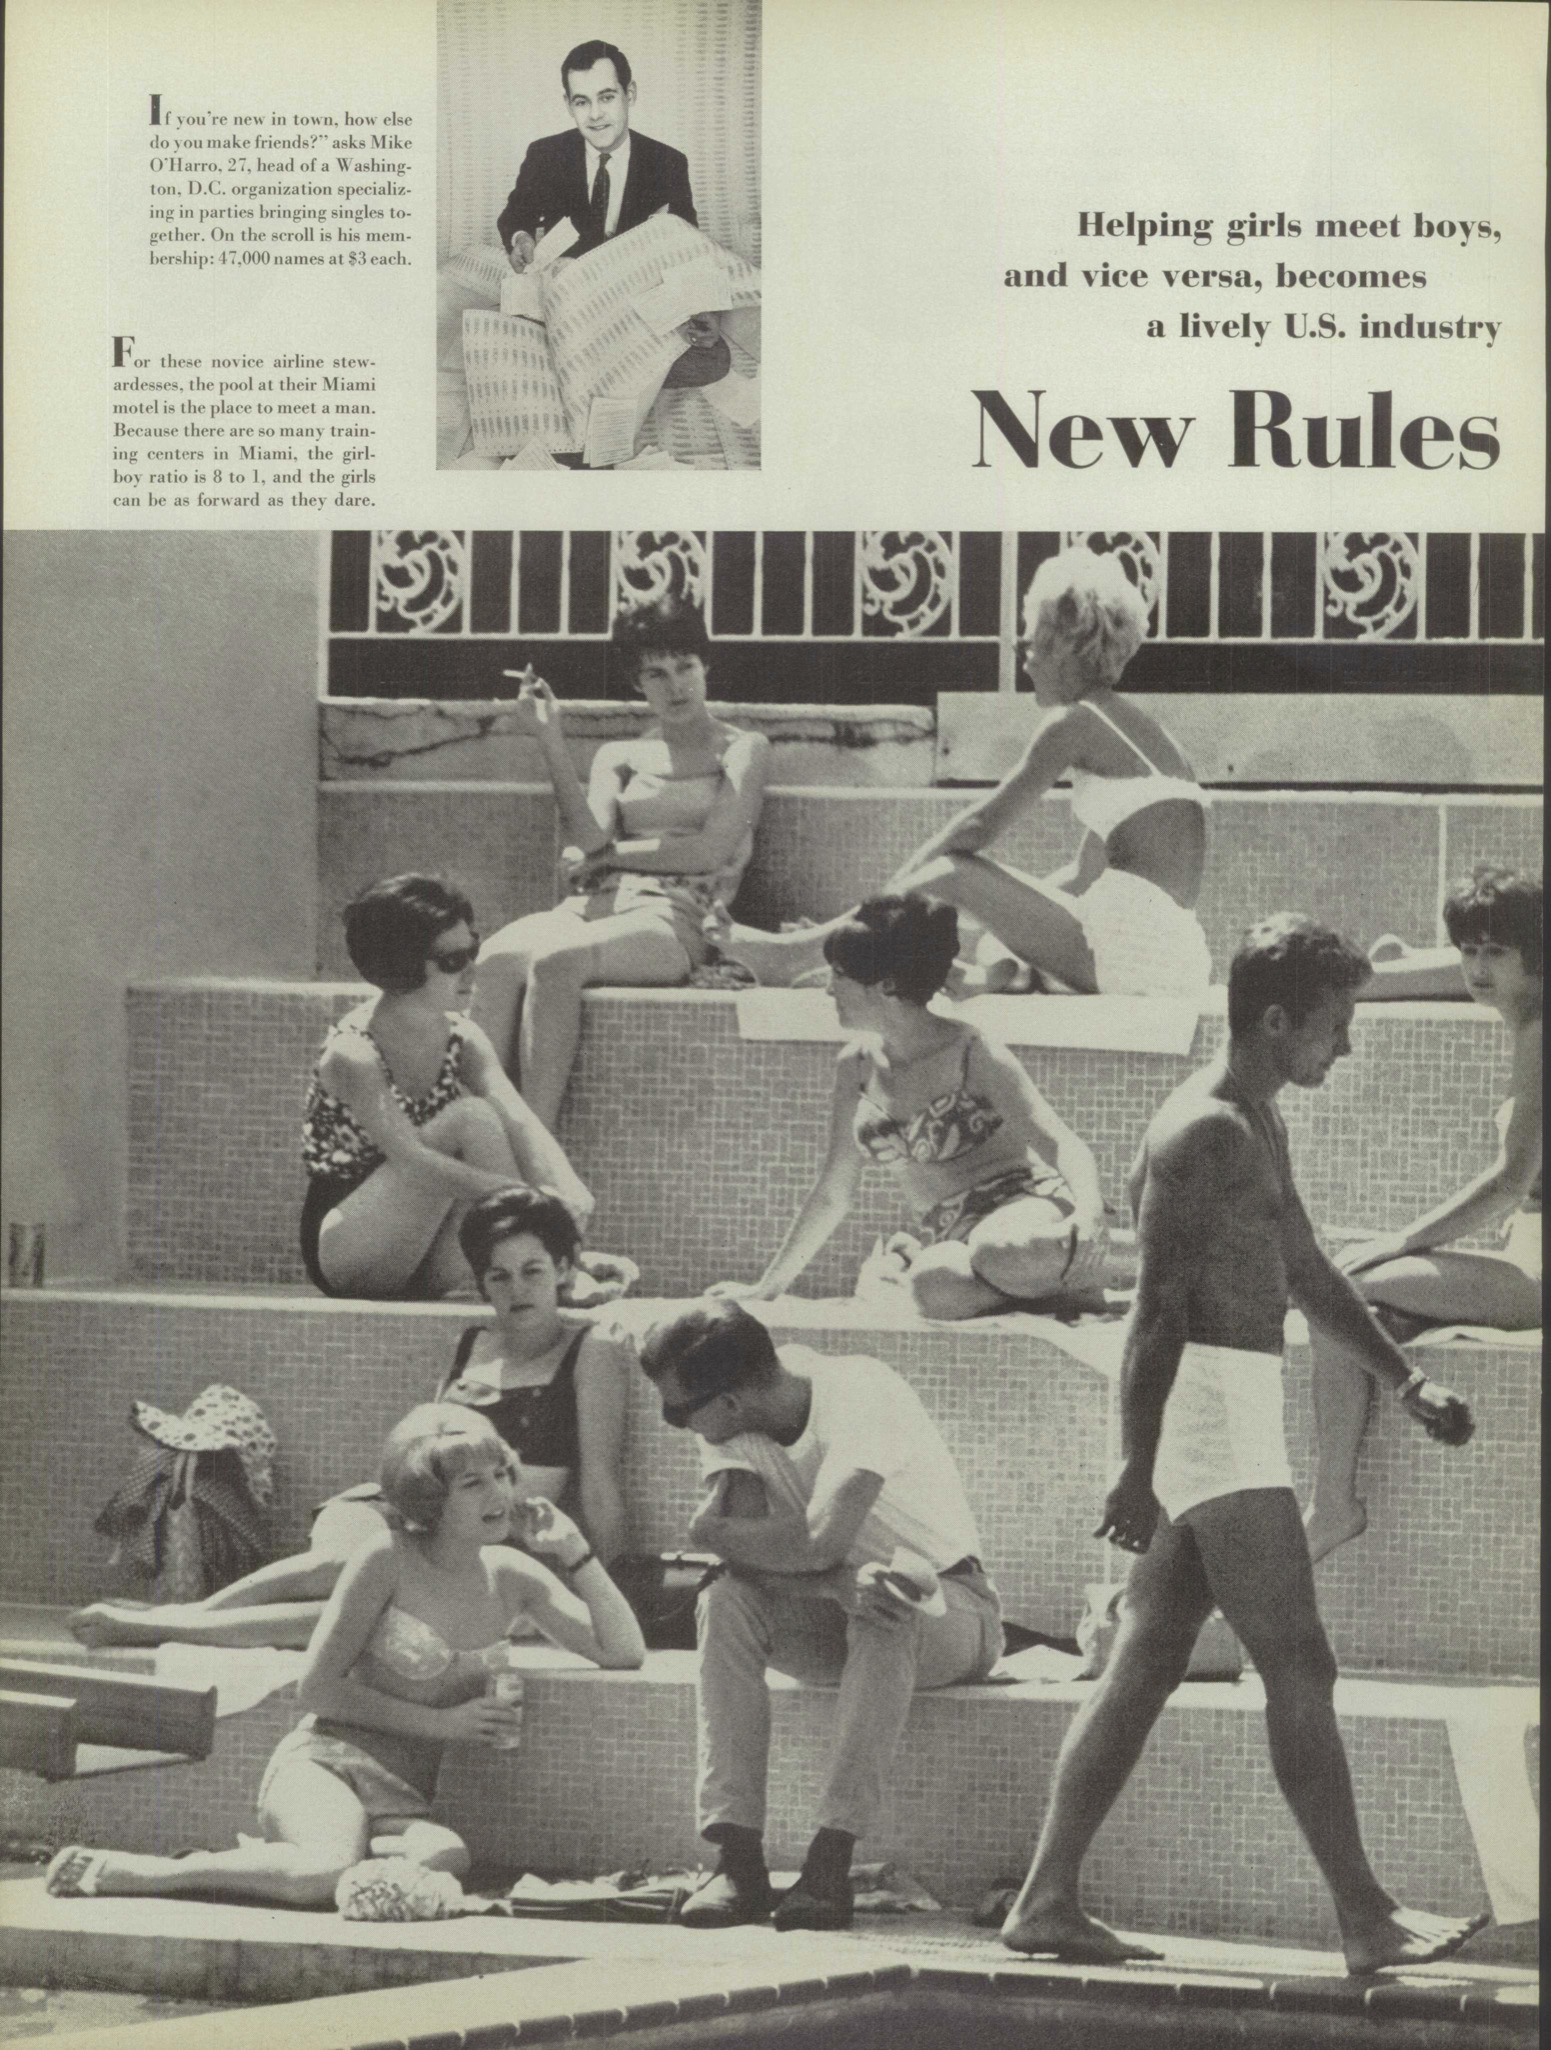 If you're new in town, how else
do you make friends?" asks Mike
O'Harro, 27, head of a Washing-
ton, D.C. organization specializ-
ing in parties bringing singles to-
gether. On the scroll is his mem-
bership: 47,000 names at $3 each.
For these novice airline stew-
ardesses, the pool at their Miami
motel is the place to meet a man.
Because there are so many train-
ing centers in Miami, the girl-
boy ratio is 8 to 1, and the girls
can be as forward as they dare.
Helping girls meet boys,
and vice versa, becomes
a lively U.S. industry
New Rules